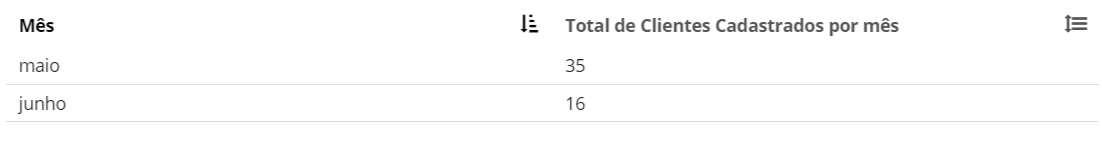 Mês Total de Clientes Cadastrados por mês
maio 35
junho 16